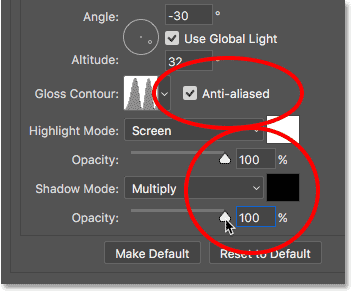 Angle: -30 °
Use Global Light
Altitude: 32 °
Gloss Contour: Anti-aliased
Highlight Mode: Screen
Opacity: 100 %
Shadow Mode: Multiply
Opacity: 100 %
Make Default Reset to Default